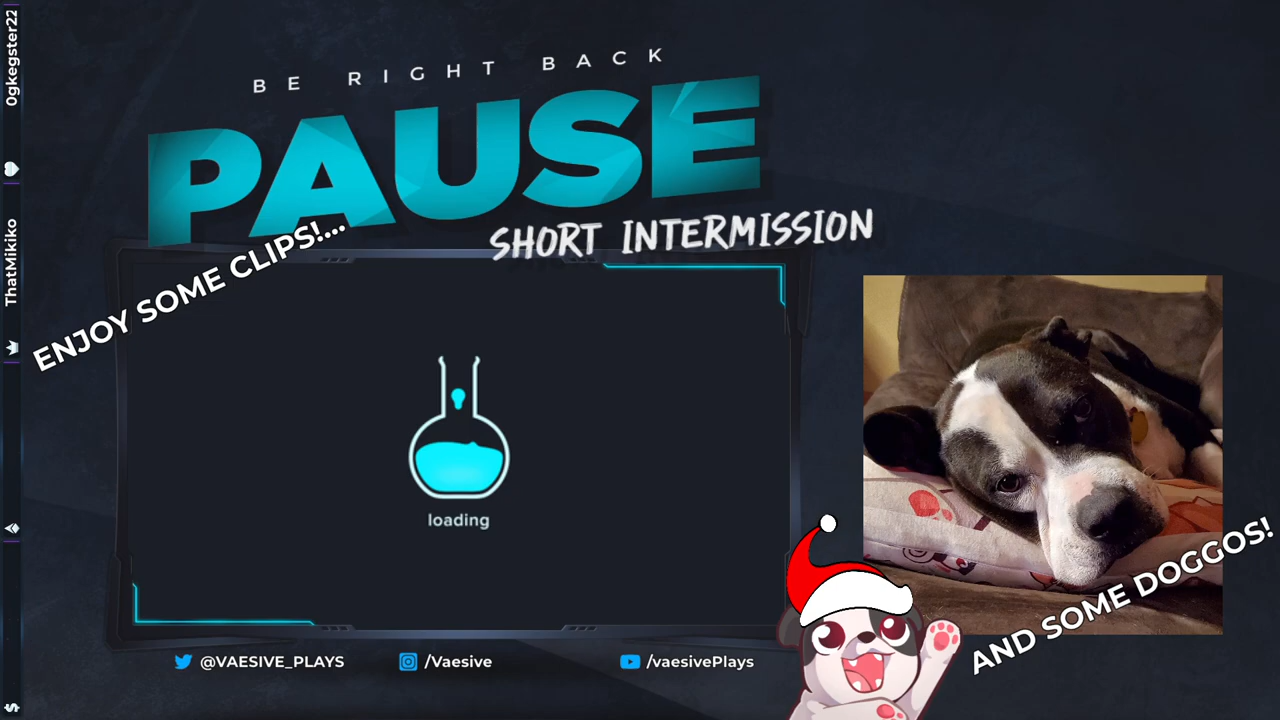 BE RIGHT BACK
PAUSE
SHORT INTERMISSION
ENJOY SOME CLIPS!...
loading
AND SOME DOGGOS!
@VAESIVE_PLAYS
/Vaesive
/vaesivePlays
0gkegster22
ThatMikiko
$